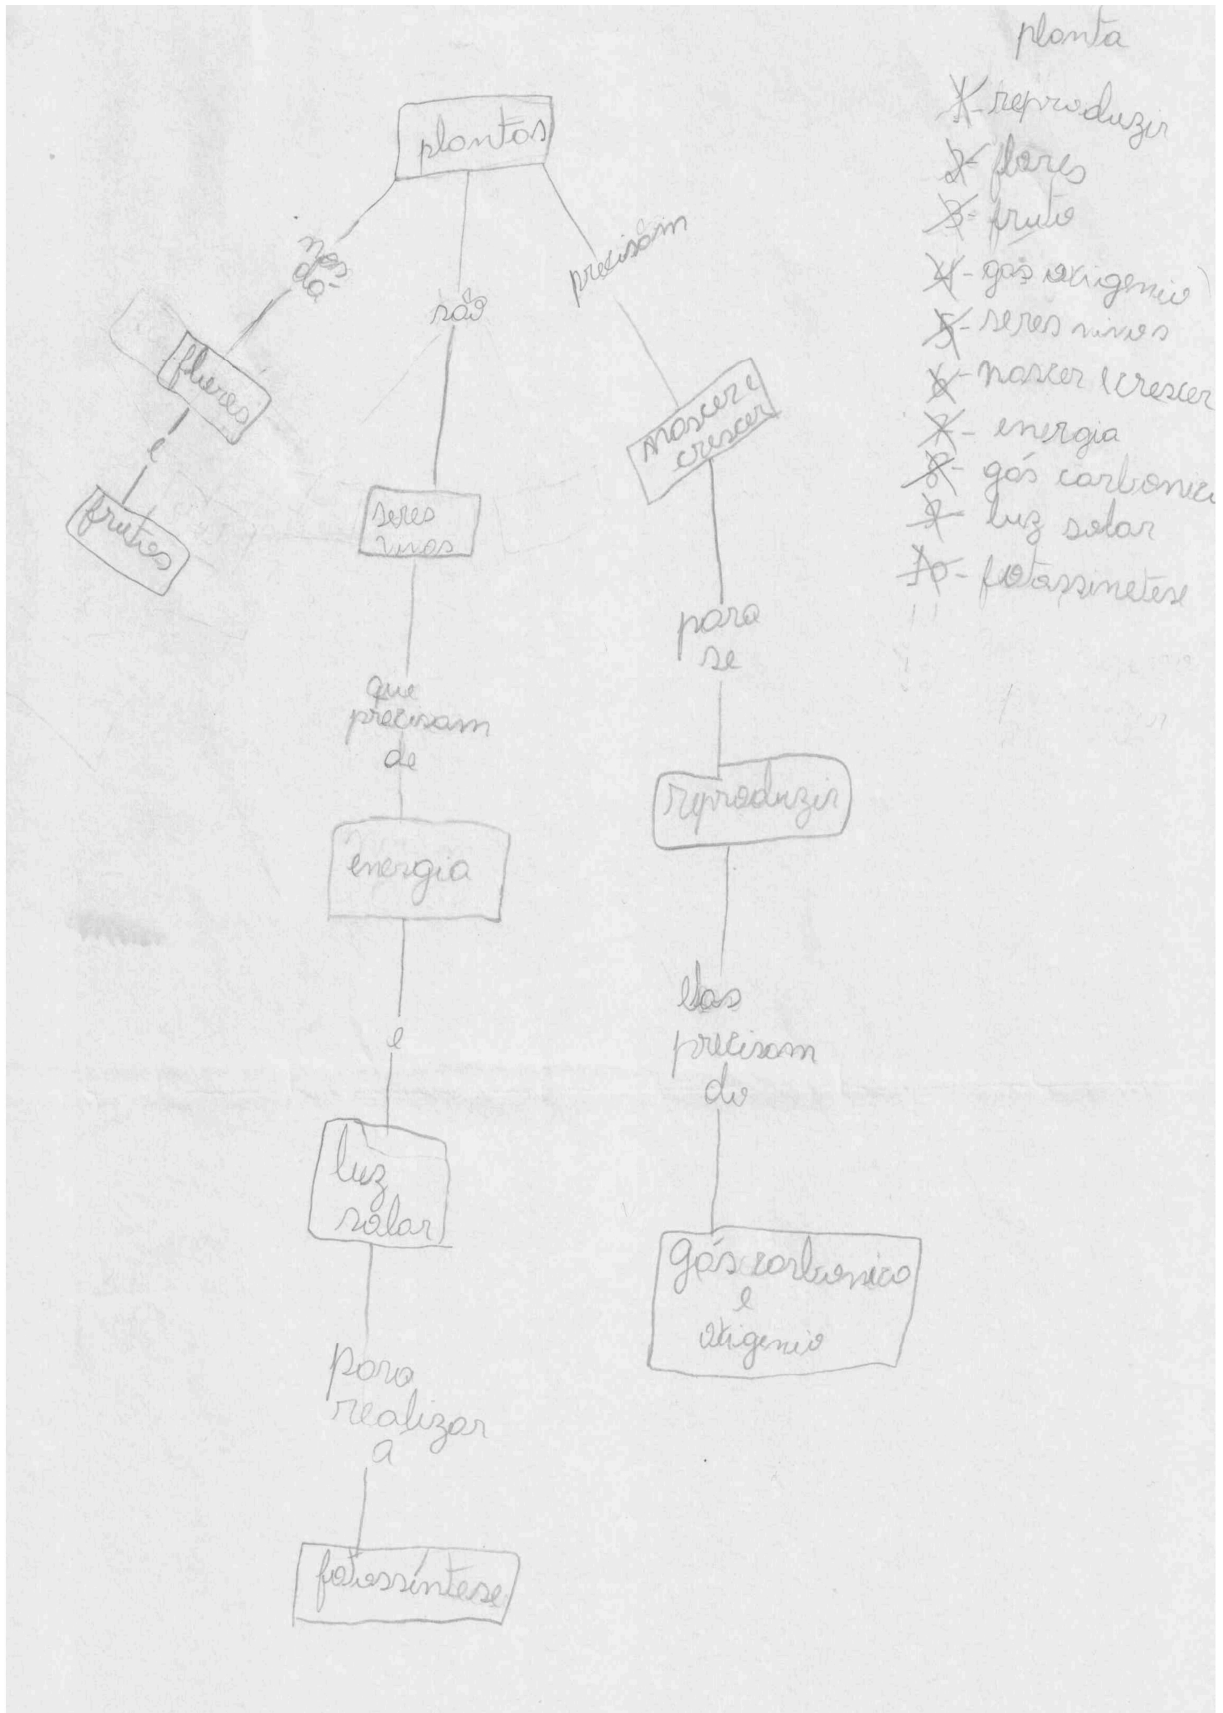 planta
1- reproduzir
2- flores
3- fruto
4- gás oxigenio
5- seres vivos
6- nascer e crescer
7- energia
8- gás carbonico
9- luz solar
10- fotassinetese
plantas
nos
dá
são
precisam
flores
e
frutos
seres
vivos
nascer e
crescer
que
precisam
de
energia
e
luz
solar
para
realizar
a
fotossíntese
para
se
reproduzir
elas
precisam
do
gás carbonico
e
oxigenio